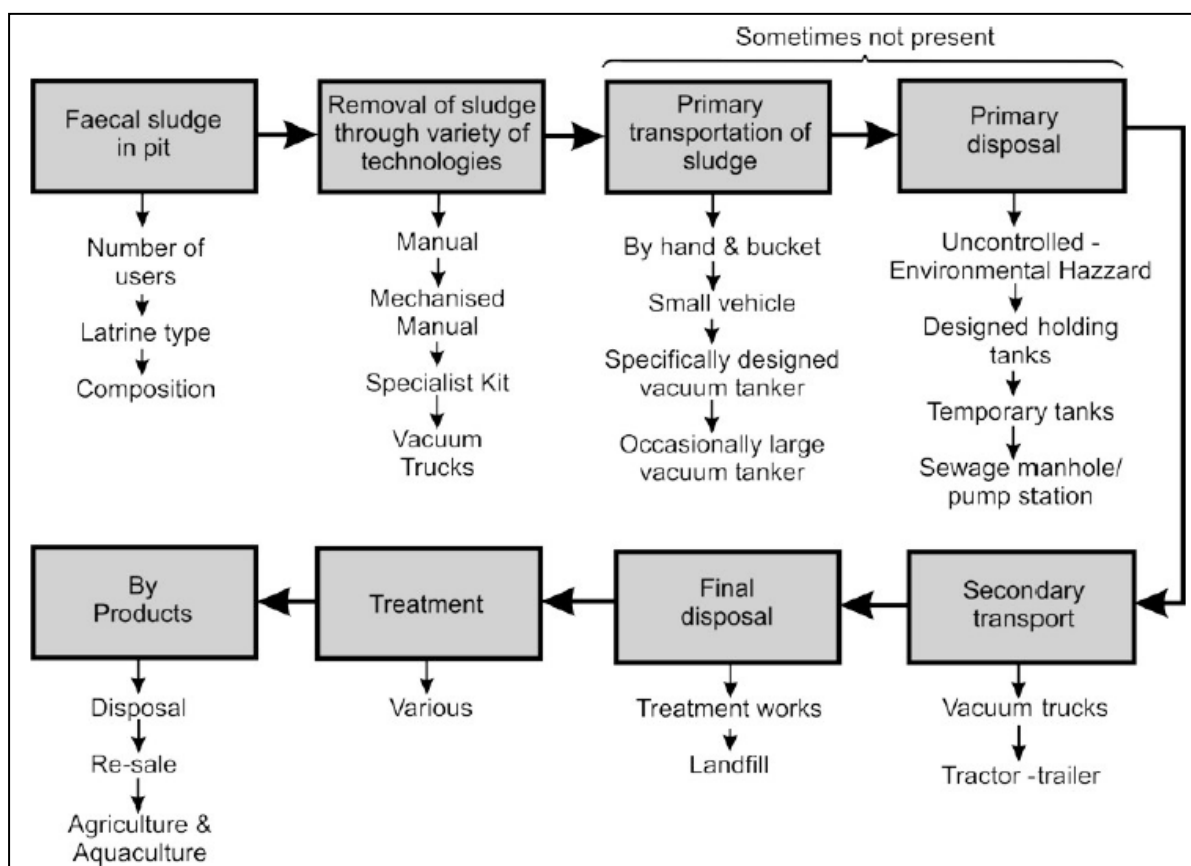 Sometimes not present
Faecal sludge
in pit
Removal of sludge
through variety of
technologies
Primary
transportation of
sludge
Primary
disposal
Number of
users
Latrine type
Composition
Manual
Mechanised
Manual
Specialist Kit
Vacuum
Trucks
By hand & bucket
Small vehicle
Specifically designed
vacuum tanker
Occasionally large
vacuum tanker
Uncontrolled -
Environmental Hazzard
Designed holding
tanks
Temporary tanks
Sewage manhole/
pump station
By
Products
Treatment
Final
disposal
Secondary
transport
Disposal
Re-sale
Agriculture &
Aquaculture
Various
Treatment works
Landfill
Vacuum trucks
Tractor -trailer